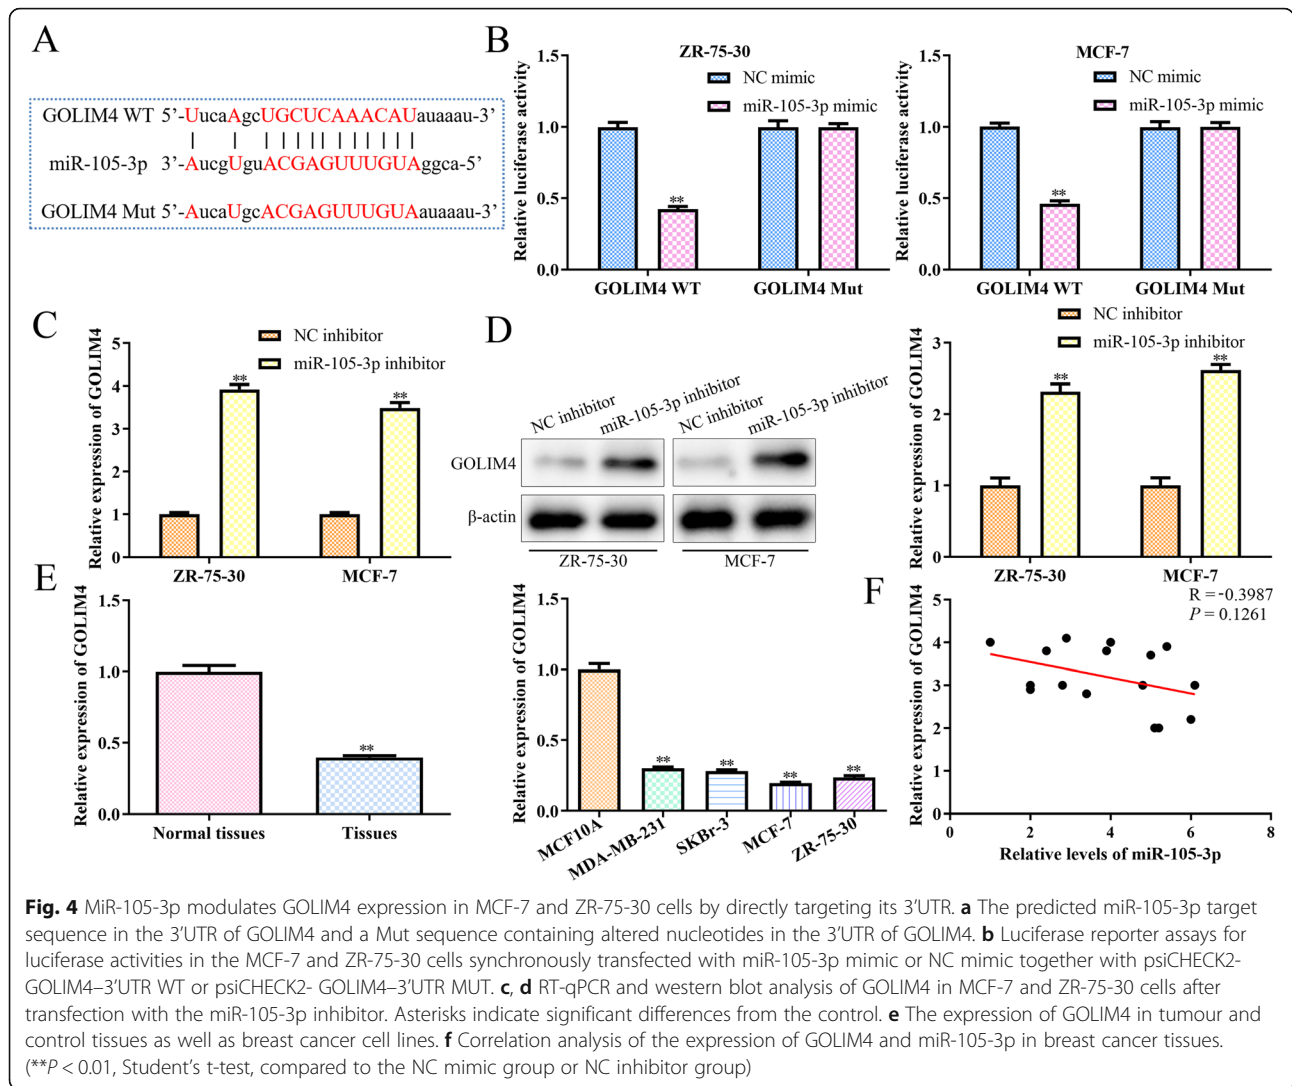 A
GOLIM4 WT 5'-UucaAgcUGCUCAAACAUauaaau-3'
miR-105-3p 3'-AucgUguACGAGUUUGUAggca-5'
GOLIM4 Mut 5'-AucaUgcACGAGUUUGUAauaaau-3'
B
ZR-75-30
NC mimic
miR-105-3p mimic
Relative luciferase activity
1.5
1.0
0.5
0.0
**
GOLIM4 WT GOLIM4 Mut
MCF-7
NC mimic
miR-105-3p mimic
Relative luciferase activity
1.5
1.0
0.5
0.0
**
GOLIM4 WT GOLIM4 Mut
C
NC inhibitor
miR-105-3p inhibitor
Relative expression of GOLIM4
5
4
3
2
1
0
** **
ZR-75-30 MCF-7
D
NC inhibitor miR-105-3p inhibitor NC inhibitor miR-105-3p inhibitor
GOLIM4
β-actin
ZR-75-30 MCF-7
NC inhibitor
miR-105-3p inhibitor
Relative expression of GOLIM4
3
2
1
0
** **
ZR-75-30 MCF-7
E
Relative expression of GOLIM4
1.5
1.0
0.5
0.0
**
Normal tissues Tissues
Relative expression of GOLIM4
1.5
1.0
0.5
0.0
** ** ** **
MCF10A MDA-MB-231 SKBr-3 MCF-7 ZR-75-30
F
R = -0.3987
P = 0.1261
Relative expression of GOLIM4
5
4
3
2
1
0
0 2 4 6 8
Relative levels of miR-105-3p
Fig. 4 MiR-105-3p modulates GOLIM4 expression in MCF-7 and ZR-75-30 cells by directly targeting its 3'UTR. a The predicted miR-105-3p target
sequence in the 3'UTR of GOLIM4 and a Mut sequence containing altered nucleotides in the 3'UTR of GOLIM4. b Luciferase reporter assays for
luciferase activities in the MCF-7 and ZR-75-30 cells synchronously transfected with miR-105-3p mimic or NC mimic together with psiCHECK2-
GOLIM4–3'UTR WT or psiCHECK2- GOLIM4–3'UTR MUT. c, d RT-qPCR and western blot analysis of GOLIM4 in MCF-7 and ZR-75-30 cells after
transfection with the miR-105-3p inhibitor. Asterisks indicate significant differences from the control. e The expression of GOLIM4 in tumour and
control tissues as well as breast cancer cell lines. f Correlation analysis of the expression of GOLIM4 and miR-105-3p in breast cancer tissues.
(**P < 0.01, Student's t-test, compared to the NC mimic group or NC inhibitor group)